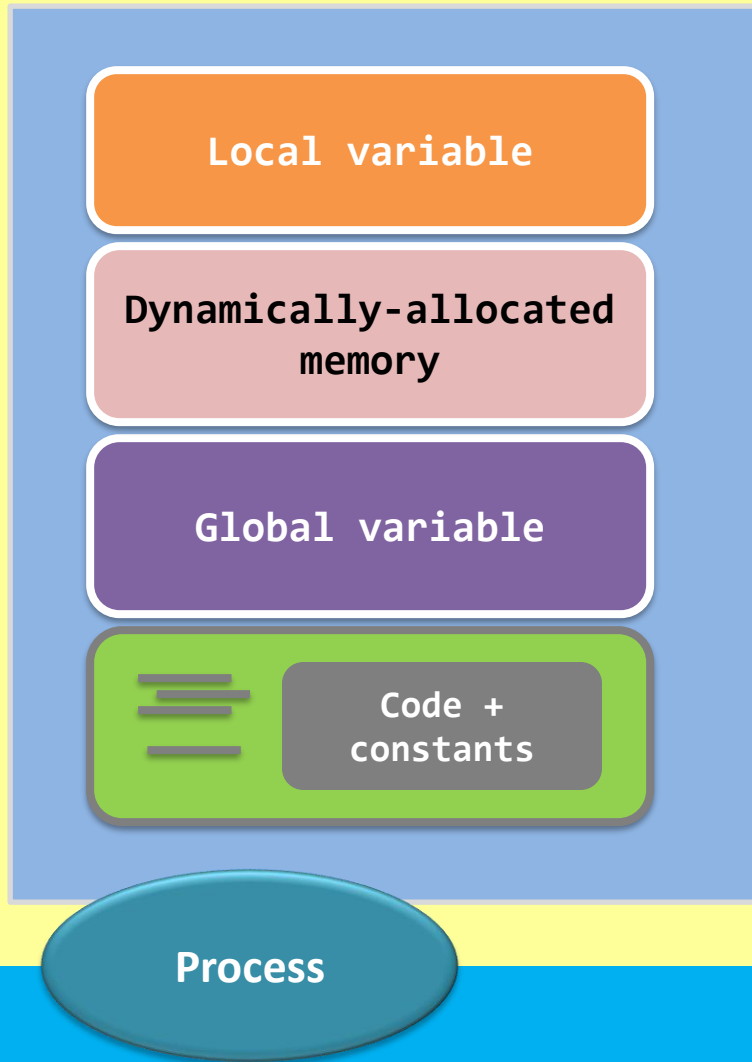 Local variable
Dynamically-allocated
memory
Global variable
Code +
constants
Process